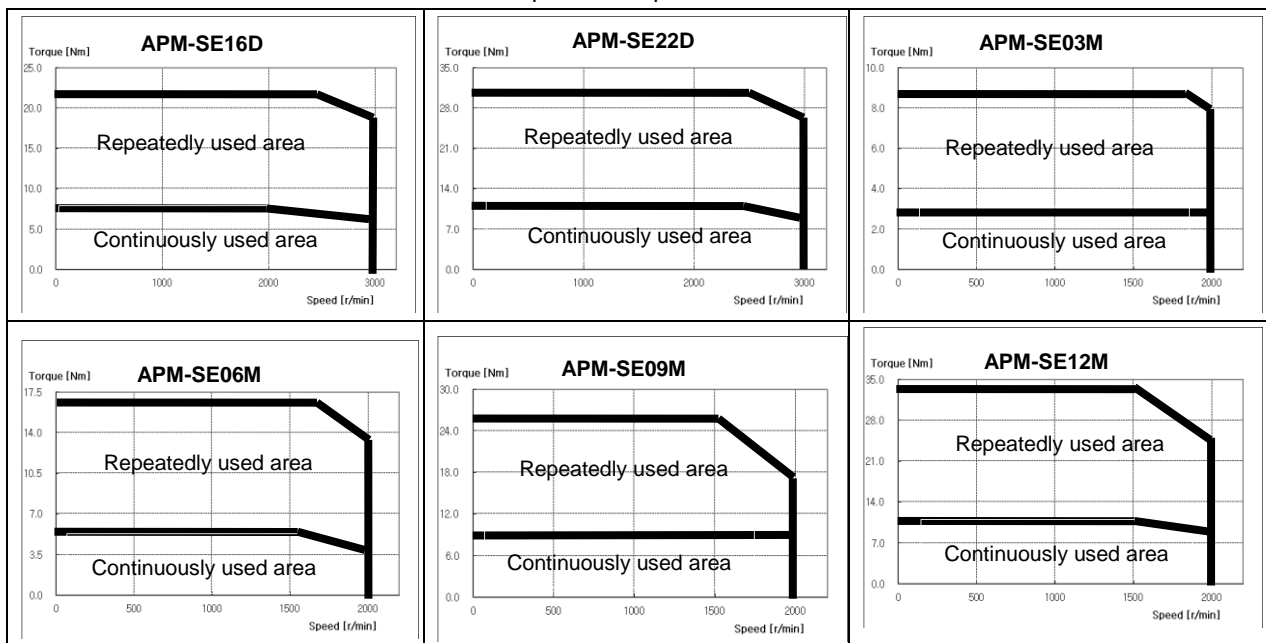 APM-SE16D
Torque [Nm]
25.0
20.0
15.0
10.0
5.0
0.0
Repeatedly used area
Continuously used area
0 1000 2000 3000
Speed [r/min]
APM-SE22D
Torque [Nm]
35.0
28.0
21.0
14.0
7.0
0.0
Repeatedly used area
Continuously used area
0 1000 2000 3000
Speed [r/min]
APM-SE03M
Torque [Nm]
10.0
8.0
6.0
4.0
2.0
0.0
Repeatedly used area
Continuously used area
0 500 1000 1500 2000
Speed [r/min]
APM-SE06M
Torque [Nm]
17.5
14.0
10.5
7.0
3.5
0.0
Repeatedly used area
Continuously used area
0 500 1000 1500 2000
Speed [r/min]
APM-SE09M
Torque [Nm]
30.0
24.0
18.0
12.0
6.0
0.0
Repeatedly used area
Continuously used area
0 500 1000 1500 2000
Speed [r/min]
APM-SE12M
Torque [Nm]
35.0
28.0
21.0
14.0
7.0
0.0
Repeatedly used area
Continuously used area
0 500 1000 1500 2000
Speed [r/min]